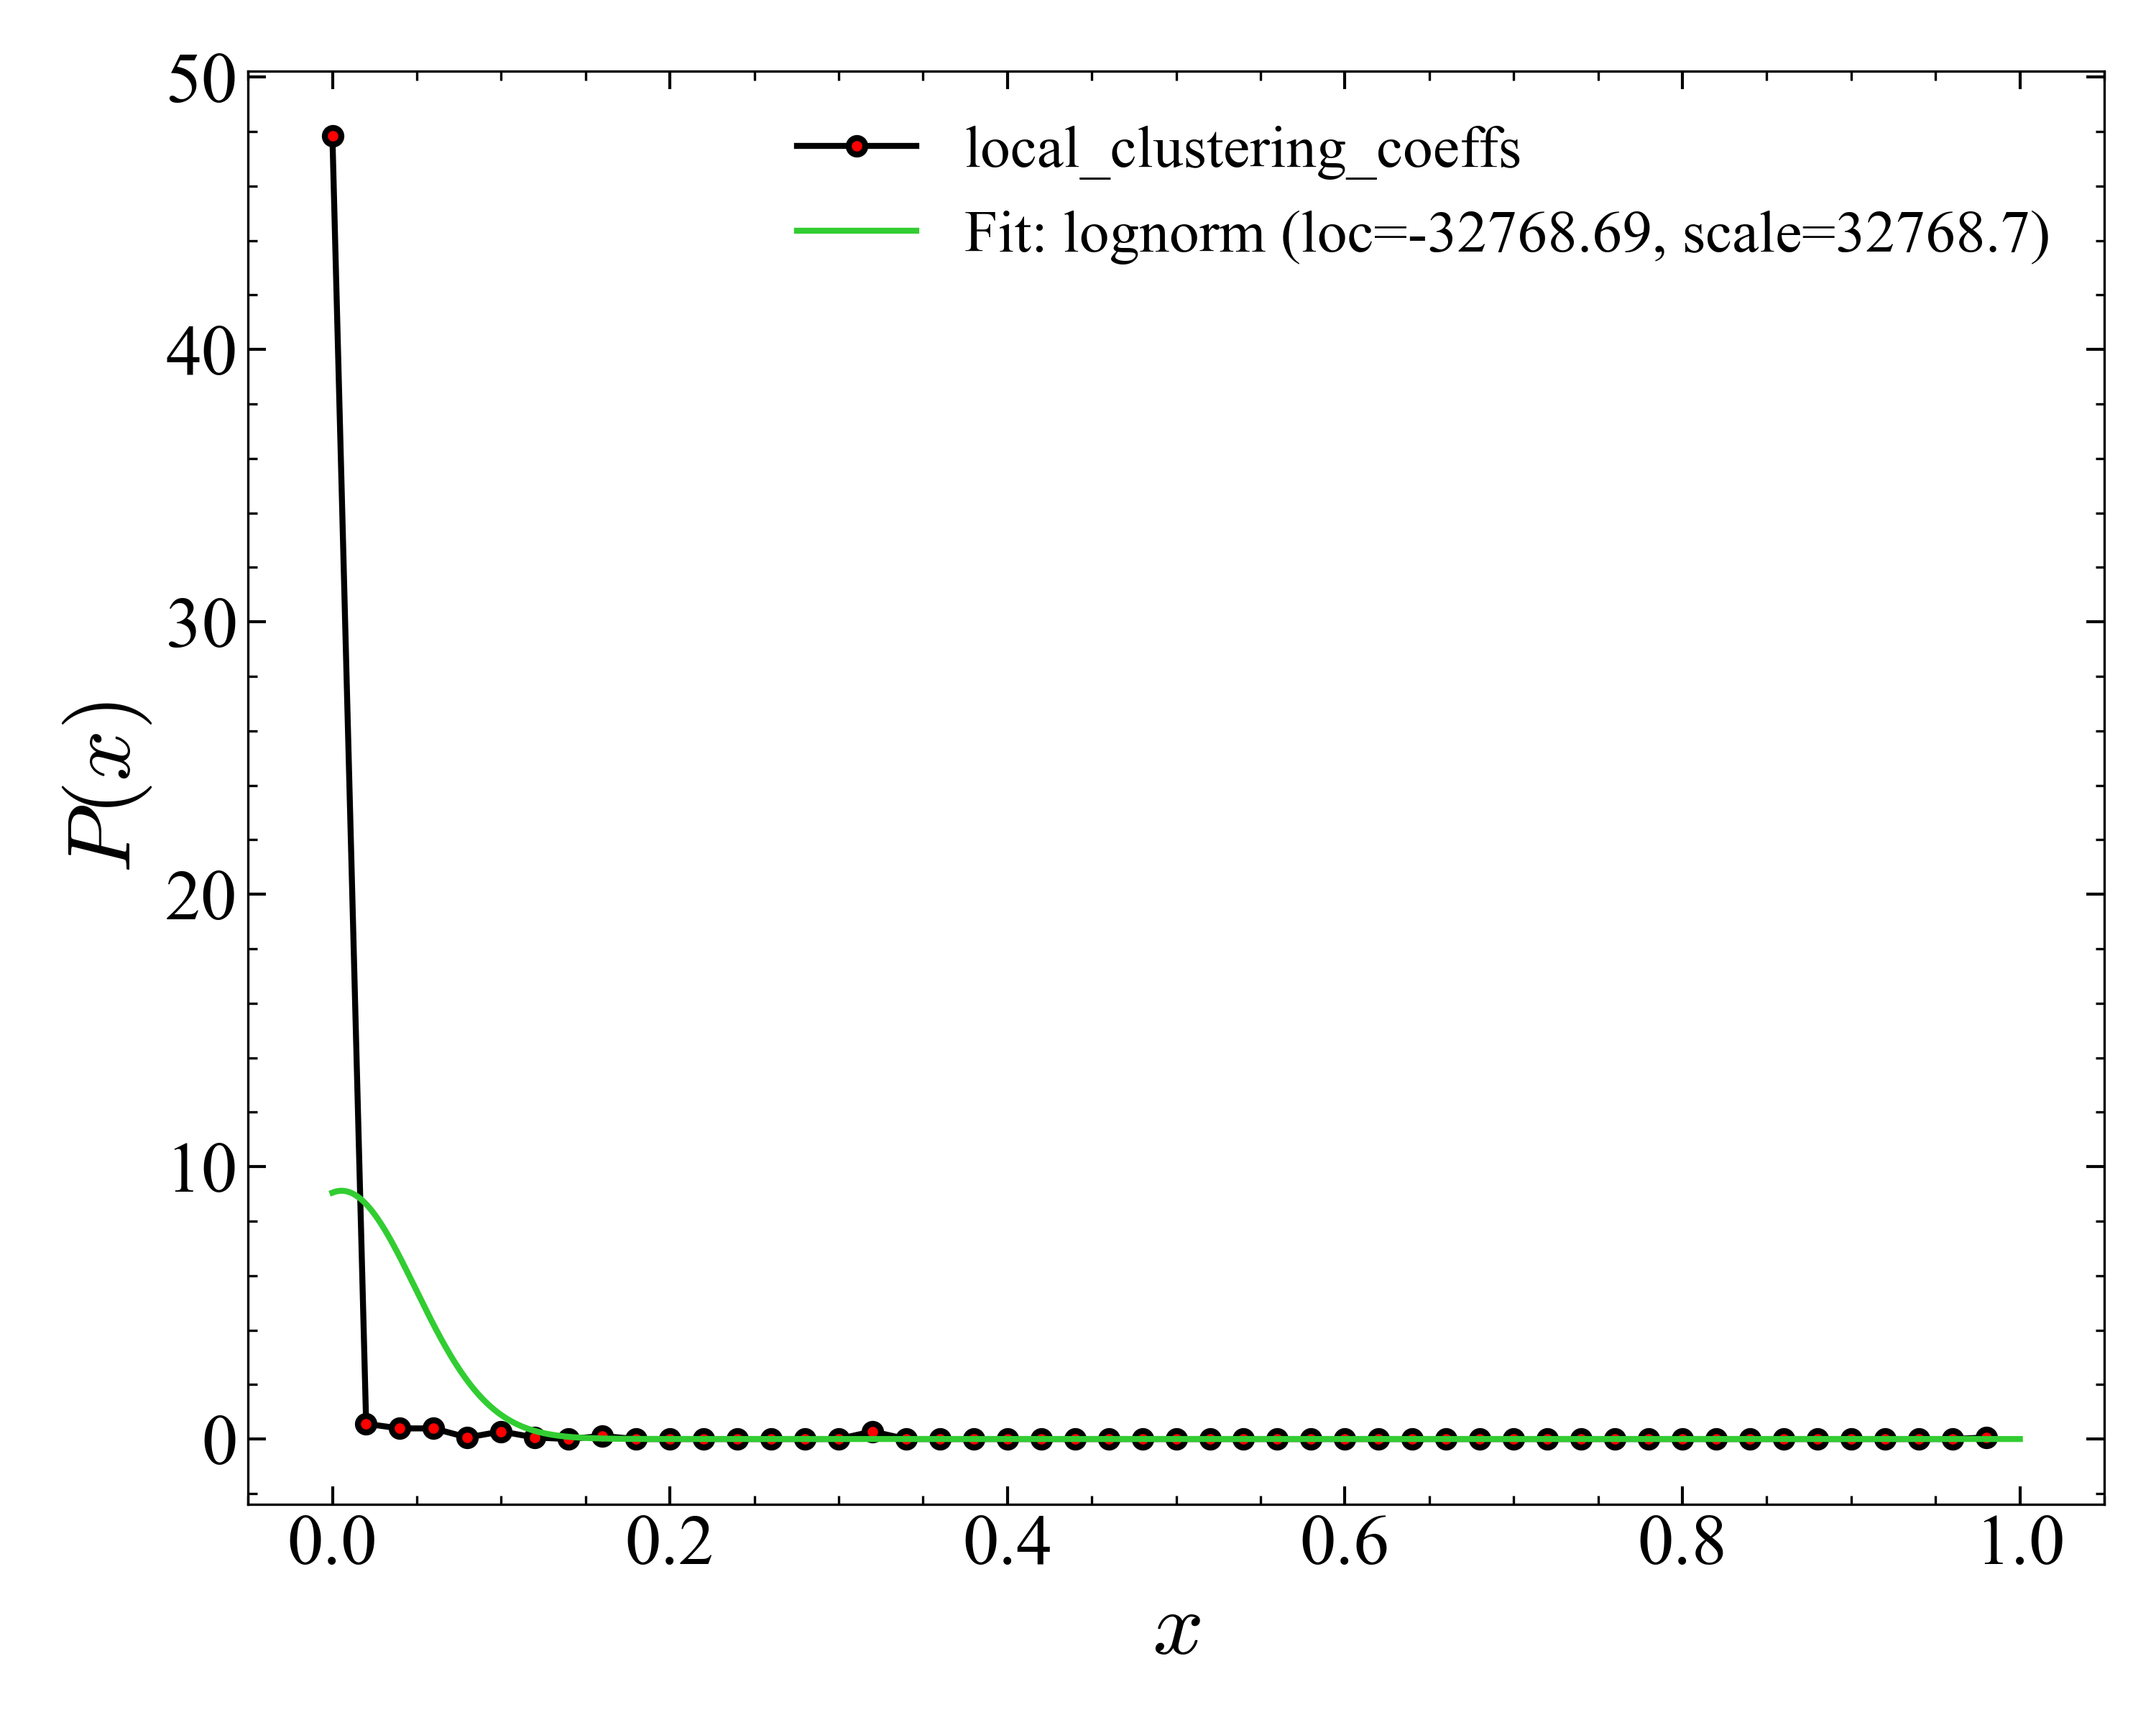 local_clustering_coeffs
Fit: lognorm (loc=-32768.69, scale=32768.7)
P(x)
50
40
30
20
10
0
0.0 0.2 0.4 0.6 0.8 1.0
x